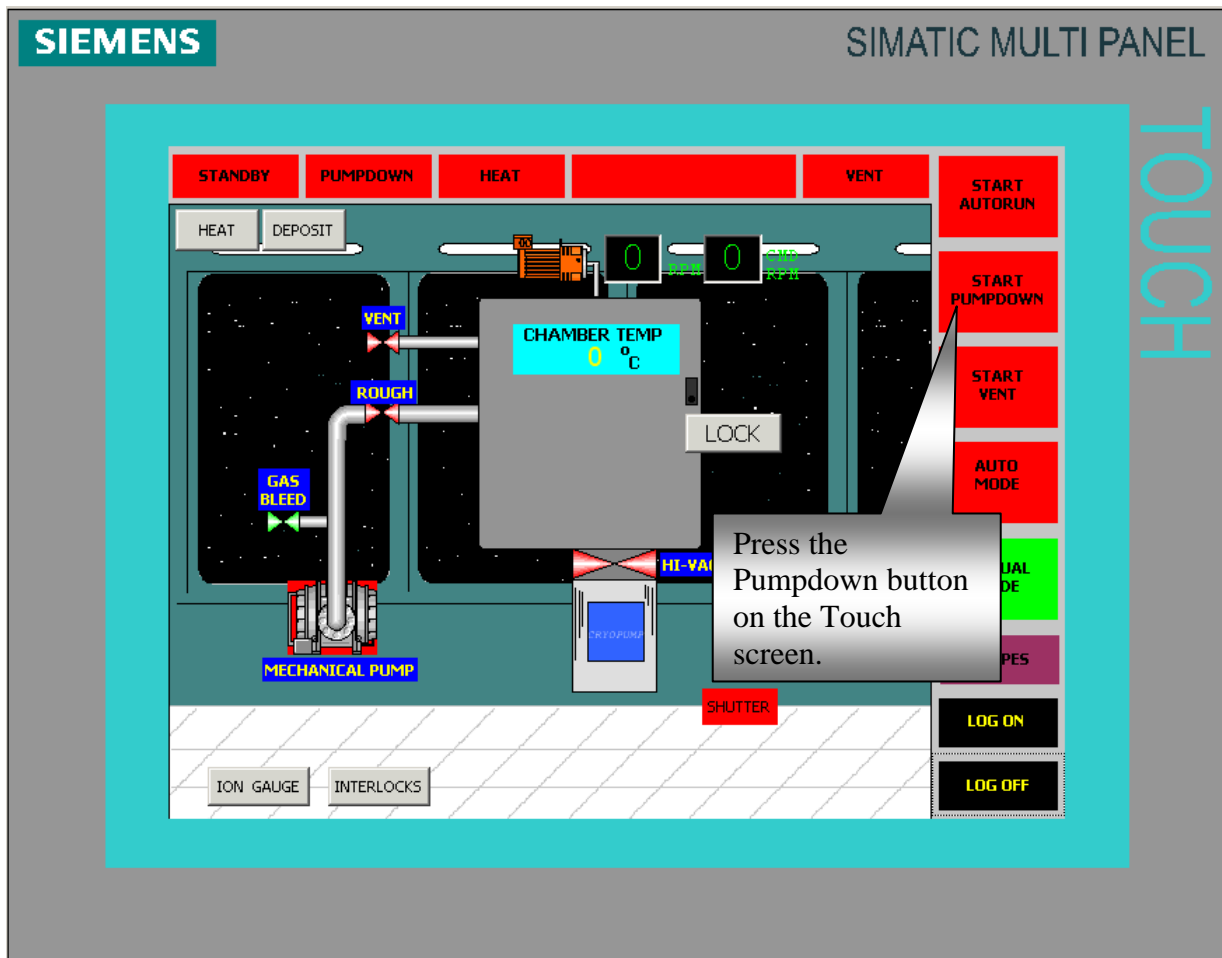 SIEMENS
SIMATIC MULTI PANEL
TOUCH
STANDBY
PUMPDOWN
HEAT
VENT
START
AUTORUN
HEAT
DEPOSIT
0
RPM
0
CMD
RPM
START
PUMPDOWN
VENT
CHAMBER TEMP
0 °C
ROUGH
START
VENT
LOCK
AUTO
MODE
GAS
BLEED
Press the
Pumpdown button
on the Touch
screen.
CRYOPUMP
MECHANICAL PUMP
SHUTTER
LOG ON
ION GAUGE
INTERLOCKS
LOG OFF